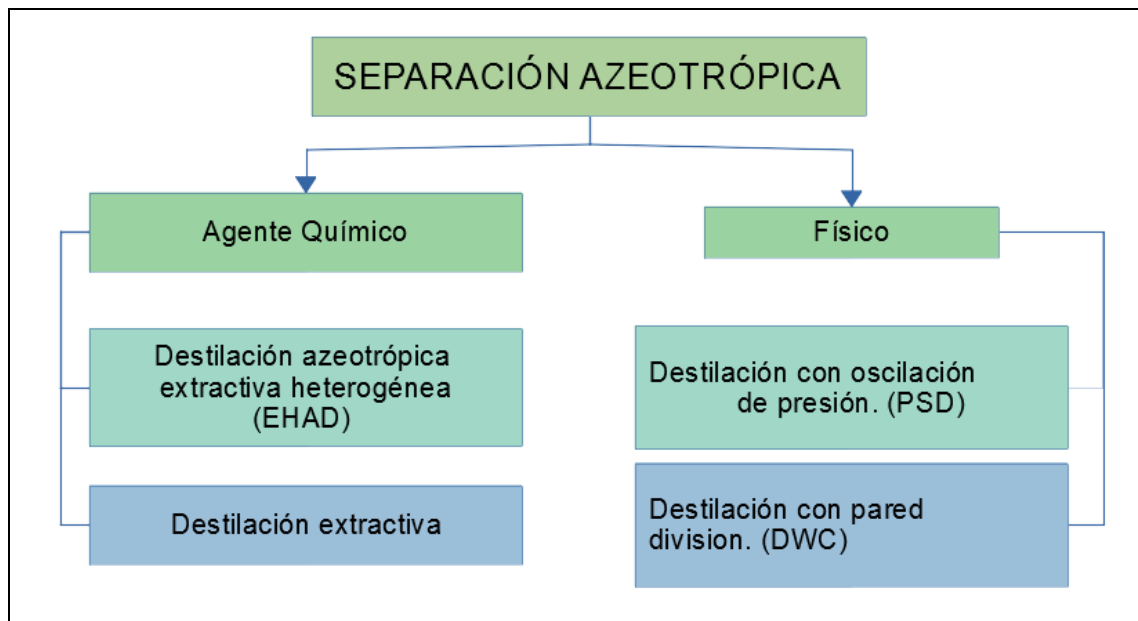 SEPARACIÓN AZEOTRÓPICA
Agente Químico
Destilación azeotrópica
extractiva heterogénea
(EHAD)
Destilación extractiva
Físico
Destilación con oscilación
de presión. (PSD)
Destilación con pared
division. (DWC)